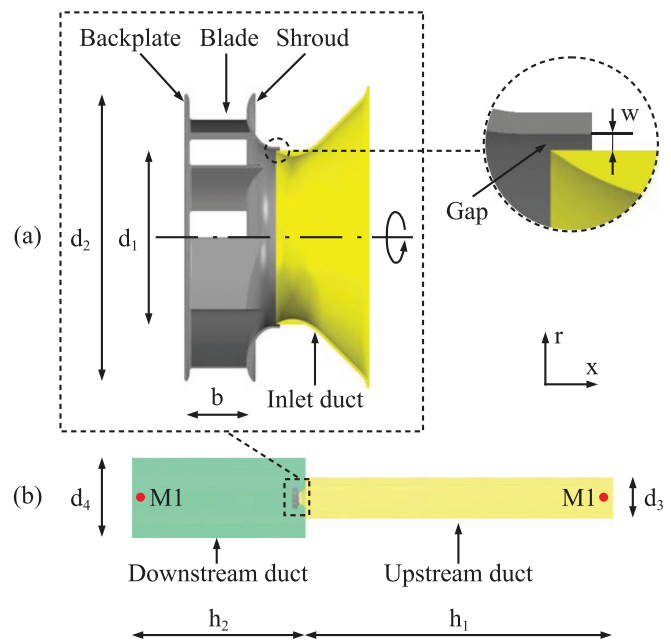 Backplate Blade Shroud
w
Gap
(a)
d2
d1
r
x
b
Inlet duct
(b)
d4
M1
M1
d3
Downstream duct
Upstream duct
h2
h1